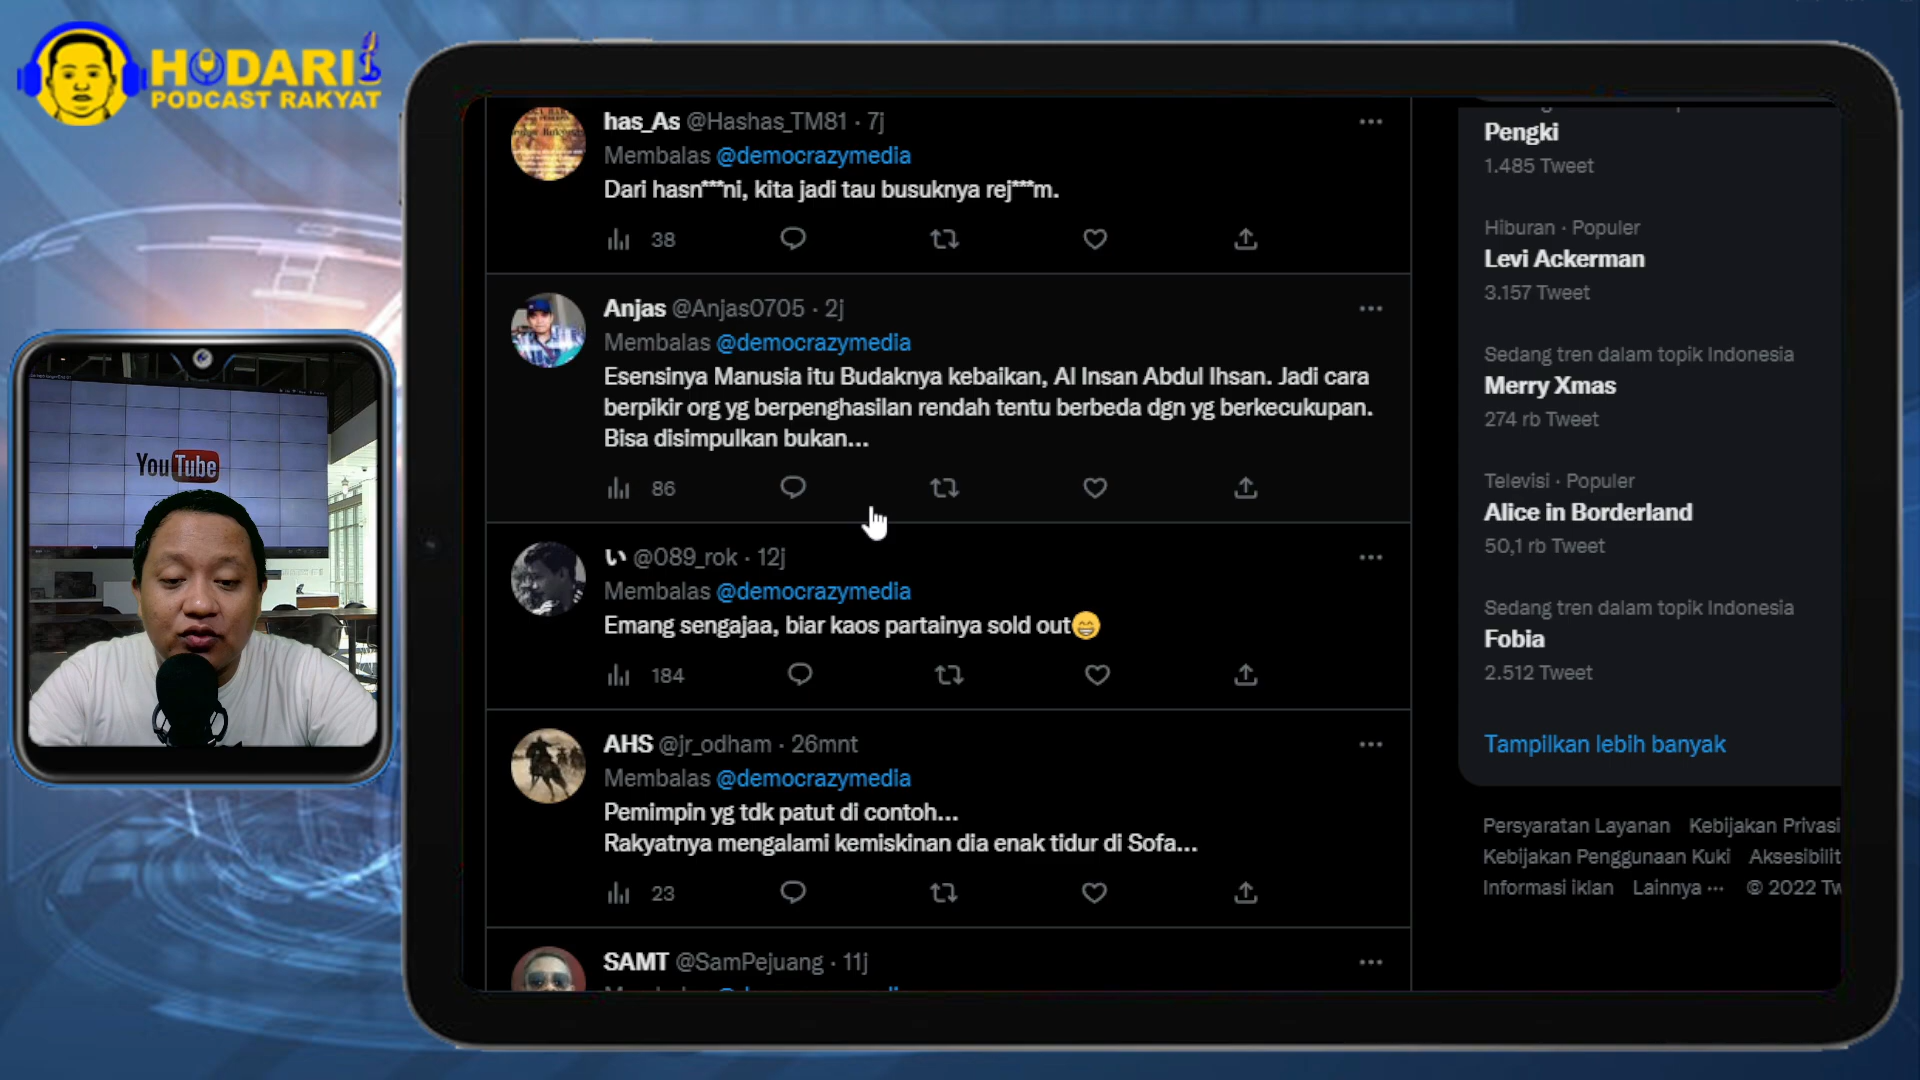 HODARI
PODCAST RAKYAT
YouTube
has_As @Hashas_TM81 · 7j
Membalas @democrazymedia
Dari hasn***ni, kita jadi tau busuknya rej***m.
38
Anjas @Anjas0705 · 2j
Membalas @democrazymedia
Esensinya Manusia itu Budaknya kebaikan, Al Insan Abdul Ihsan. Jadi cara
berpikir org yg berpenghasilan rendah tentu berbeda dgn yg berkecukupan.
Bisa disimpulkan bukan...
86
い @089_rok · 12j
Membalas @democrazymedia
Emang sengajaa, biar kaos partainya sold out😁
184
AHS @jr_odham · 26mnt
Membalas @democrazymedia
Pemimpin yg tdk patut di contoh...
Rakyatnya mengalami kemiskinan dia enak tidur di Sofa...
23
SAMT @SamPejuang · 11j
Pengki
1.485 Tweet
Hiburan · Populer
Levi Ackerman
3.157 Tweet
Sedang tren dalam topik Indonesia
Merry Xmas
274 rb Tweet
Televisi · Populer
Alice in Borderland
50,1 rb Tweet
Sedang tren dalam topik Indonesia
Fobia
2.512 Tweet
Tampilkan lebih banyak
Persyaratan Layanan Kebijakan Privasi
Kebijakan Penggunaan Kuki Aksesibilit
Informasi iklan Lainnya ··· © 2022 Tw